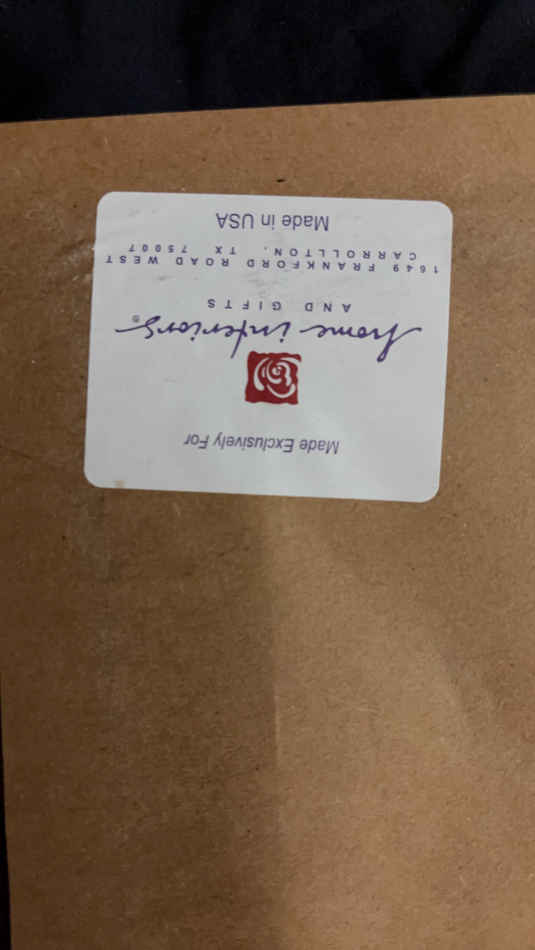 Made Exclusively For
home interiors®
AND GIFTS
1649 FRANKFORD ROAD WEST
CARROLLTON, TX 75007
Made in USA